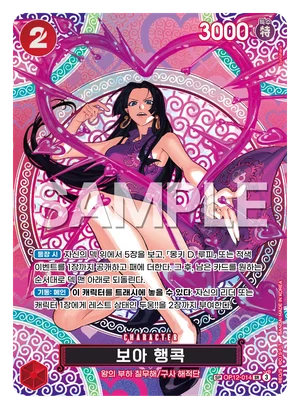 2
3000
특
SAMPLE
등장 시 자신의 덱 위에서 5장을 보고, 「몽키 D. 루피」 또는 적색
이벤트를 1장까지 공개하고 패에 더한다. 그 후, 남은 카드를 원하는
순서대로 덱 맨 아래로 되돌린다.
기동: 메인 이 캐릭터를 트래시에 놓을 수 있다: 자신의 리더 또는
캐릭터 1장에게 레스트 상태인 두웅!!을 2장까지 부여한다.
CHARACTER
보아 행콕
왕의 부하 칠무해/구사 해적단
OP12-014